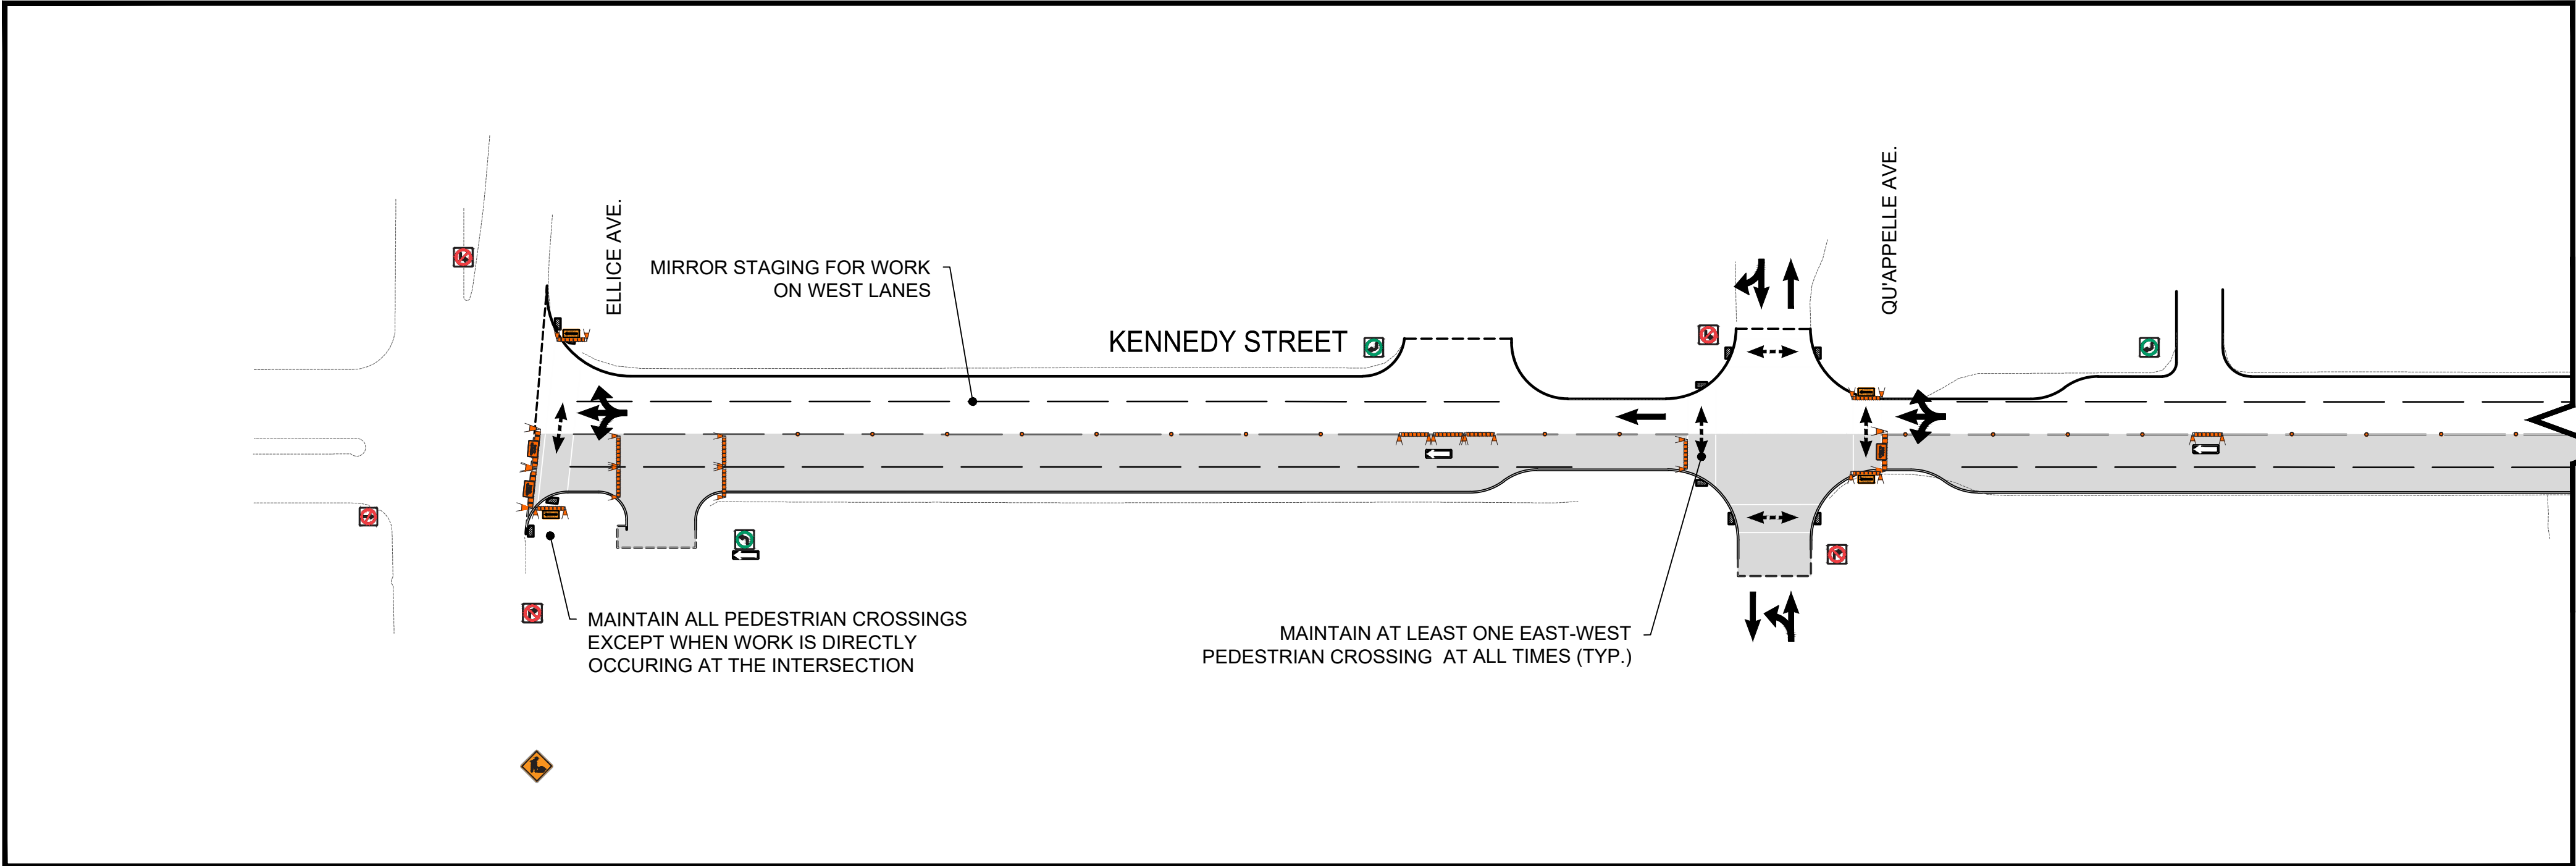 ELLICE AVE.
MIRROR STAGING FOR WORK
ON WEST LANES
KENNEDY STREET
QU'APPELLE AVE.
MAINTAIN ALL PEDESTRIAN CROSSINGS
EXCEPT WHEN WORK IS DIRECTLY
OCCURING AT THE INTERSECTION
MAINTAIN AT LEAST ONE EAST-WEST
PEDESTRIAN CROSSING AT ALL TIMES (TYP.)